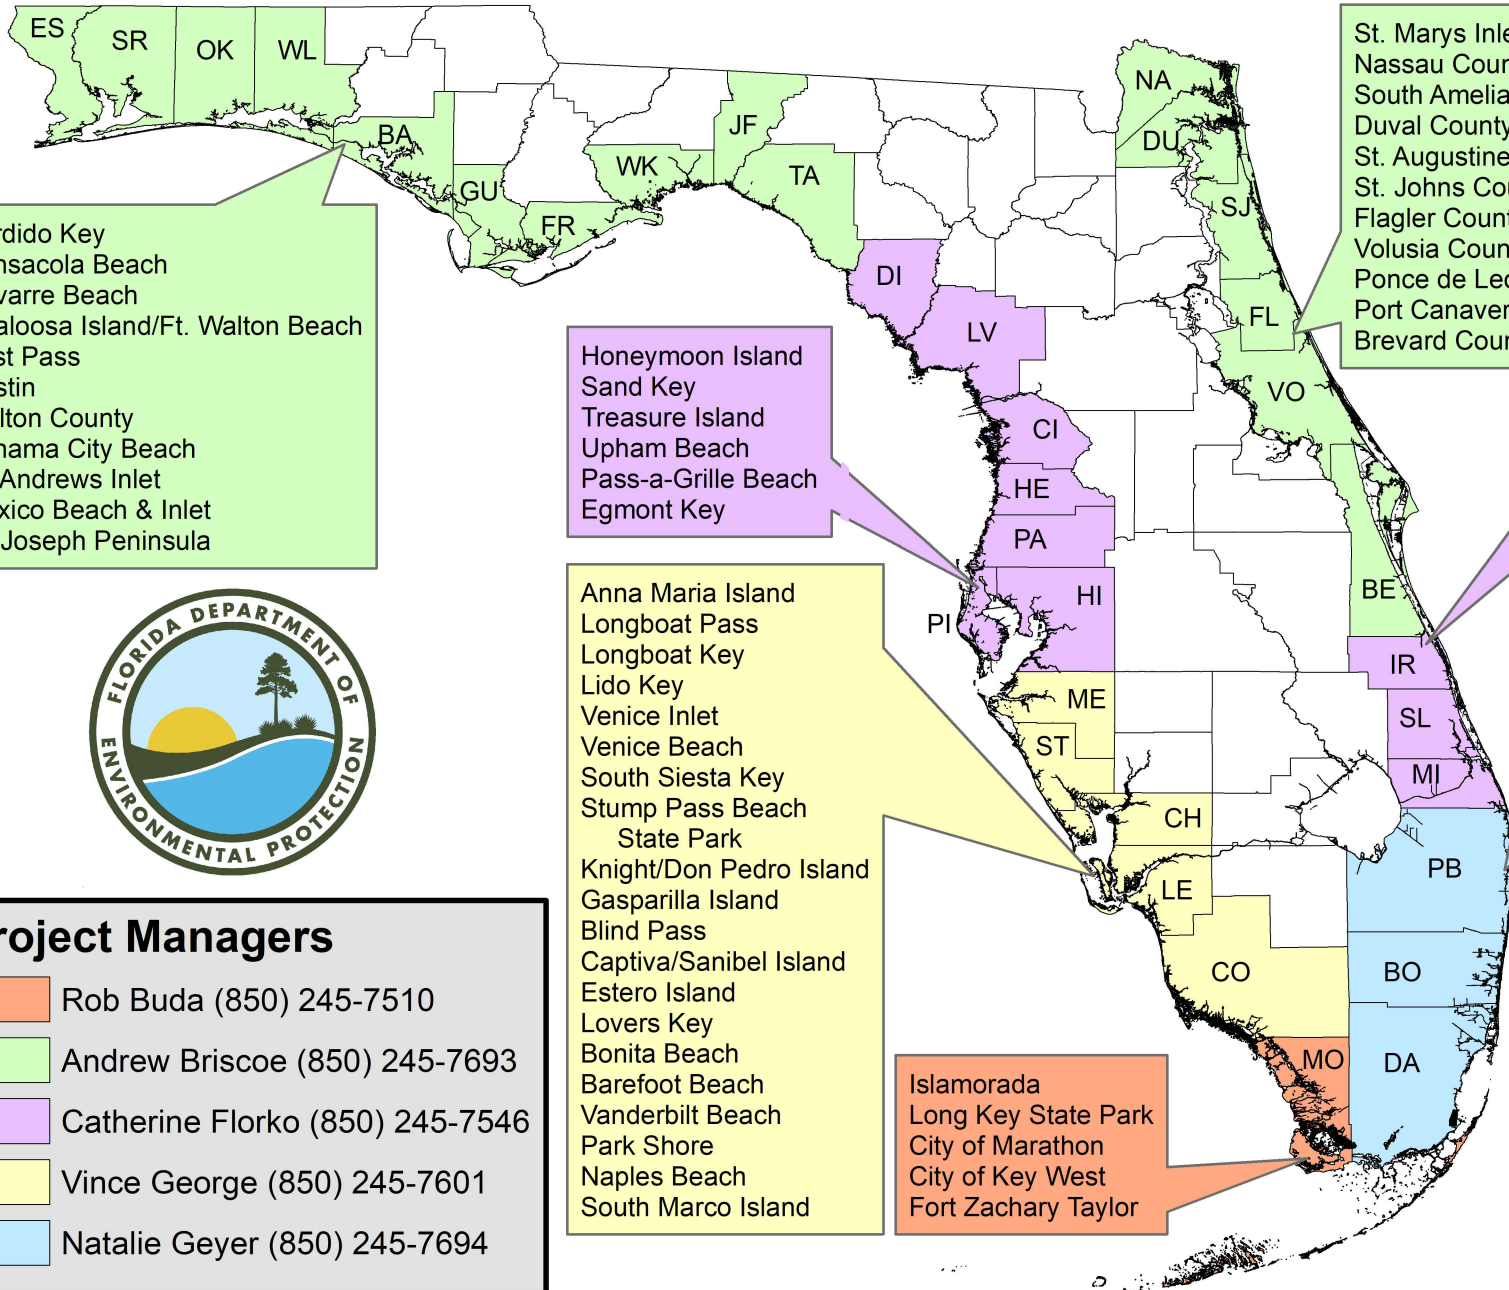 ES
SR
OK
WL
BA
GU
FR
WK
JF
TA
NA
DU
SJ
FL
VO
BE
DI
LV
CI
HE
PA
HI
PI
IR
SL
MI
ME
ST
CH
LE
CO
PB
BO
DA
MO
rdido Key
nsacola Beach
varre Beach
aloosa Island/Ft. Walton Beach
st Pass
stin
lton County
nama City Beach
Andrews Inlet
xico Beach & Inlet
Joseph Peninsula
St. Marys Inle
Nassau Coun
South Amelia
Duval County
St. Augustine
St. Johns Cou
Flagler Count
Volusia Coun
Ponce de Leo
Port Canaver
Brevard Coun
Honeymoon Island
Sand Key
Treasure Island
Upham Beach
Pass-a-Grille Beach
Egmont Key
Anna Maria Island
Longboat Pass
Longboat Key
Lido Key
Venice Inlet
Venice Beach
South Siesta Key
Stump Pass Beach
State Park
Knight/Don Pedro Island
Gasparilla Island
Blind Pass
Captiva/Sanibel Island
Estero Island
Lovers Key
Bonita Beach
Barefoot Beach
Vanderbilt Beach
Park Shore
Naples Beach
South Marco Island
Islamorada
Long Key State Park
City of Marathon
City of Key West
Fort Zachary Taylor
FLORIDA DEPARTMENT OF
ENVIRONMENTAL PROTECTION
roject Managers
Rob Buda (850) 245-7510
Andrew Briscoe (850) 245-7693
Catherine Florko (850) 245-7546
Vince George (850) 245-7601
Natalie Geyer (850) 245-7694